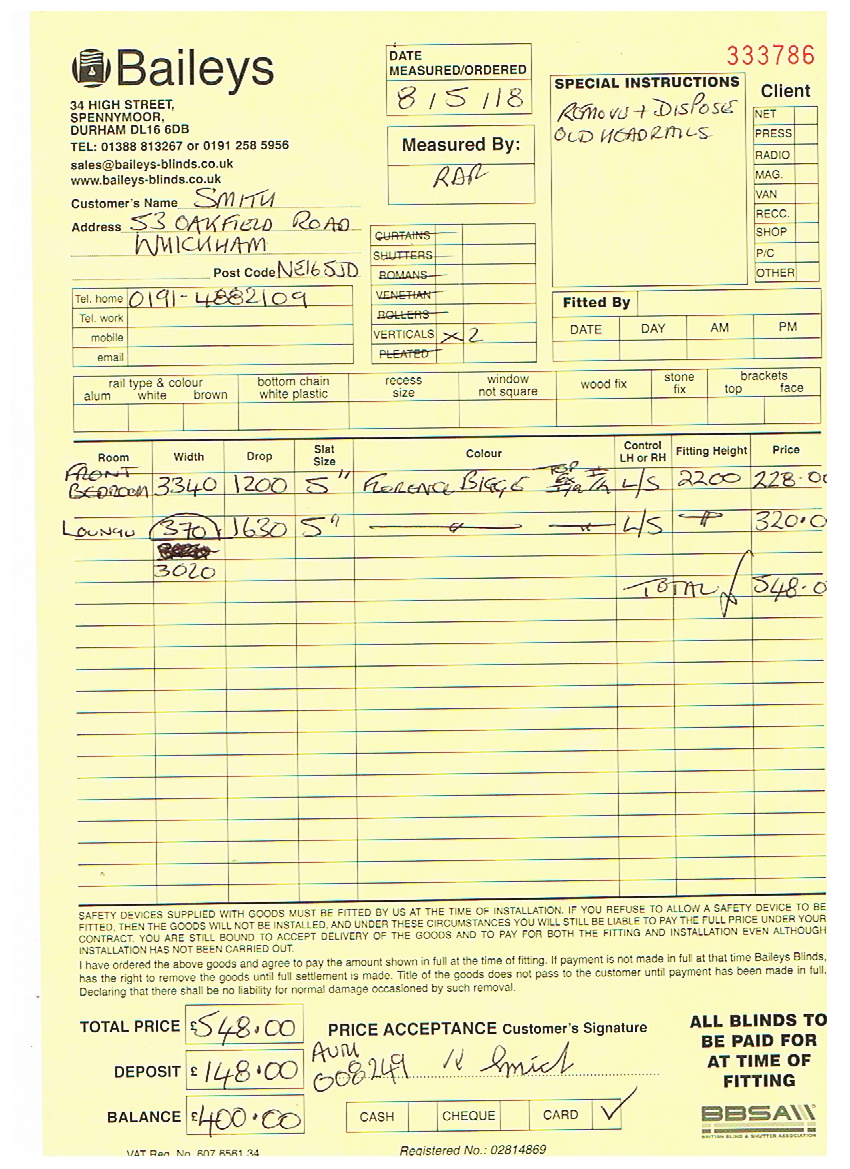 Baileys
34 HIGH STREET,
SPENNYMOOR,
DURHAM DL16 6DB
TEL: 01388 813267 or 0191 258 5956
sales@baileys-blinds.co.uk
www.baileys-blinds.co.uk
Customer's Name SMITH
Address 53 OAKFIELD ROAD
WHICKHAM
Post Code NE16 5JD
Tel. home 0191-4882109
Tel. work
mobile
email
DATE
MEASURED/ORDERED
8/5/18
Measured By:
RAR
CURTAINS
SHUTTERS
ROMANS
VENETIAN
ROLLERS
VERTICALS x 2
PLEATED
333786
SPECIAL INSTRUCTIONS
REMOVE + DISPOSE
OLD HEADRAILS
Client
NET
PRESS
RADIO
MAG.
VAN
RECC.
SHOP
P/C
OTHER
Fitted By
DATE DAY AM PM
rail type & colour
alum white brown
bottom chain
white plastic
recess
size
window
not square
wood fix
stone
fix
brackets
top face
Room Width Drop Slat Size Colour Control LH or RH Fitting Height Price
FRONT
BEDROOM 3340 1200 5" FLORENCE BIGGE L/S 2200 228.00
LOUNGE 370 1630 5" " " L/S 320.0
3020
TOTAL 548.0
SAFETY DEVICES SUPPLIED WITH GOODS MUST BE FITTED BY US AT THE TIME OF INSTALLATION. IF YOU REFUSE TO ALLOW A SAFETY DEVICE TO BE
FITTED, THEN THE GOODS WILL NOT BE INSTALLED, AND UNDER THESE CIRCUMSTANCES YOU WILL STILL BE LIABLE TO PAY THE FULL PRICE UNDER YOUR
CONTRACT. YOU ARE STILL BOUND TO ACCEPT DELIVERY OF THE GOODS AND TO PAY FOR BOTH THE FITTING AND INSTALLATION EVEN ALTHOUGH
INSTALLATION HAS NOT BEEN CARRIED OUT.
I have ordered the above goods and agree to pay the amount shown in full at the time of fitting. If payment is not made in full at that time Baileys Blinds,
has the right to remove the goods until full settlement is made. Title of the goods does not pass to the customer until payment has been made in full.
Declaring that there shall be no liability for normal damage occasioned by such removal.
TOTAL PRICE £548.00
DEPOSIT £148.00
BALANCE £400.00
PRICE ACCEPTANCE Customer's Signature
AUTH
008249 N Smith
CASH CHEQUE CARD ✓
ALL BLINDS TO
BE PAID FOR
AT TIME OF
FITTING
BBSA
BRITISH BLIND & SHUTTER ASSOCIATION
VAT Reg. No. 607 6561 34
Registered No.: 02814869